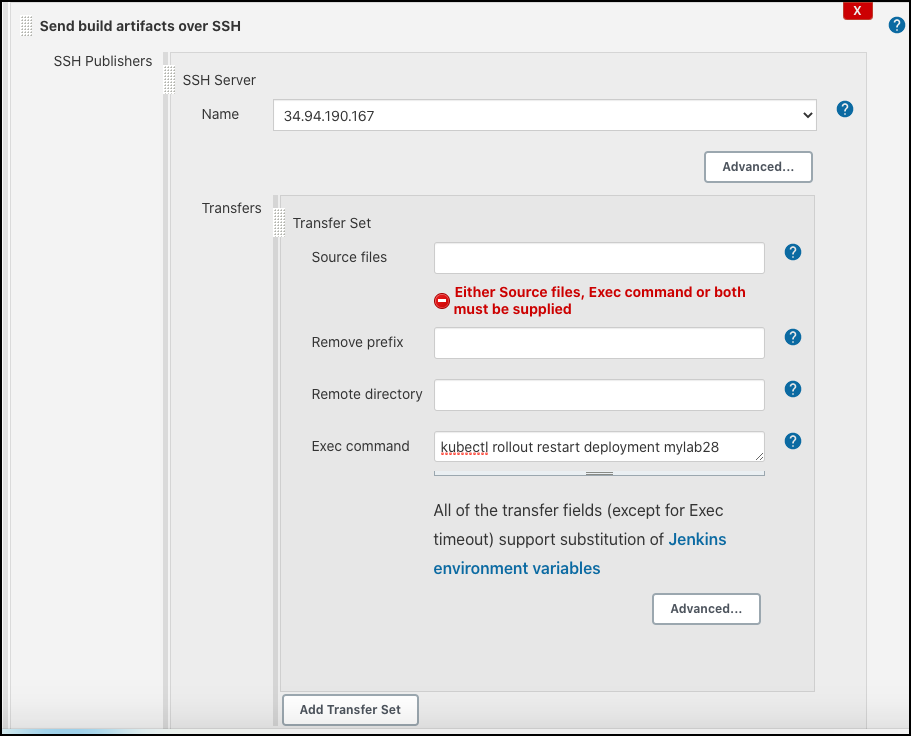 X
Send build artifacts over SSH
?
SSH Publishers
SSH Server
Name
34.94.190.167
?
Advanced...
Transfers
Transfer Set
Source files
?
Either Source files, Exec command or both
must be supplied
Remove prefix
?
Remote directory
?
Exec command
kubectl rollout restart deployment mylab28
?
All of the transfer fields (except for Exec
timeout) support substitution of Jenkins
environment variables
Advanced...
Add Transfer Set